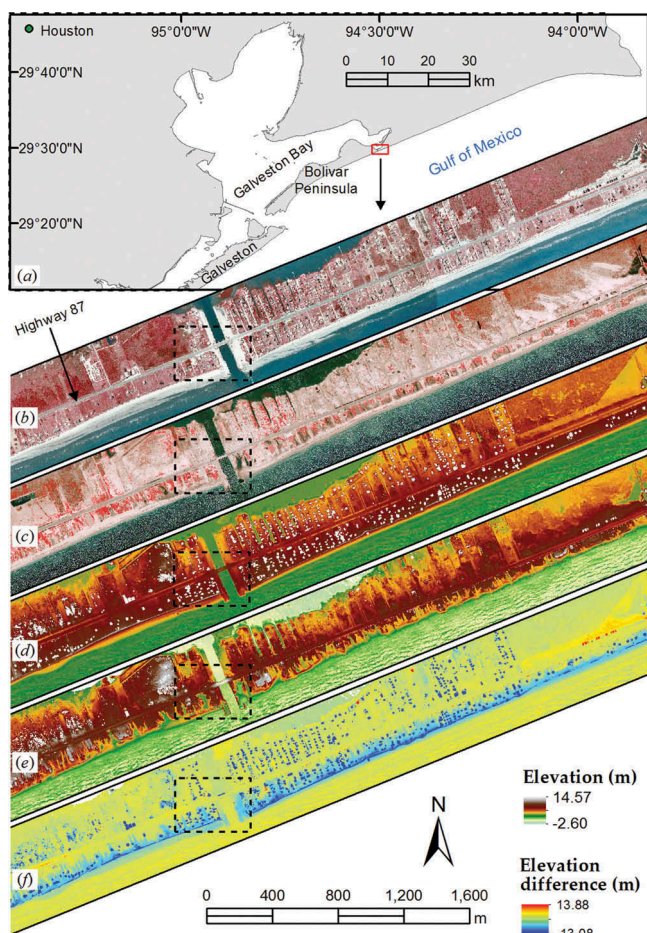 Houston
95°0'0"W
94°30'0"W
94°0'0"W
29°40'0"N
0 10 20 30
km
29°30'0"N
Galveston Bay
Gulf of Mexico
Bolivar
Peninsula
29°20'0"N
Galveston
(a)
Highway 87
(b)
(c)
(d)
(e)
(f)
N
Elevation (m)
14.57
-2.60
Elevation
difference (m)
13.88
0 400 800 1,200 1,600
m